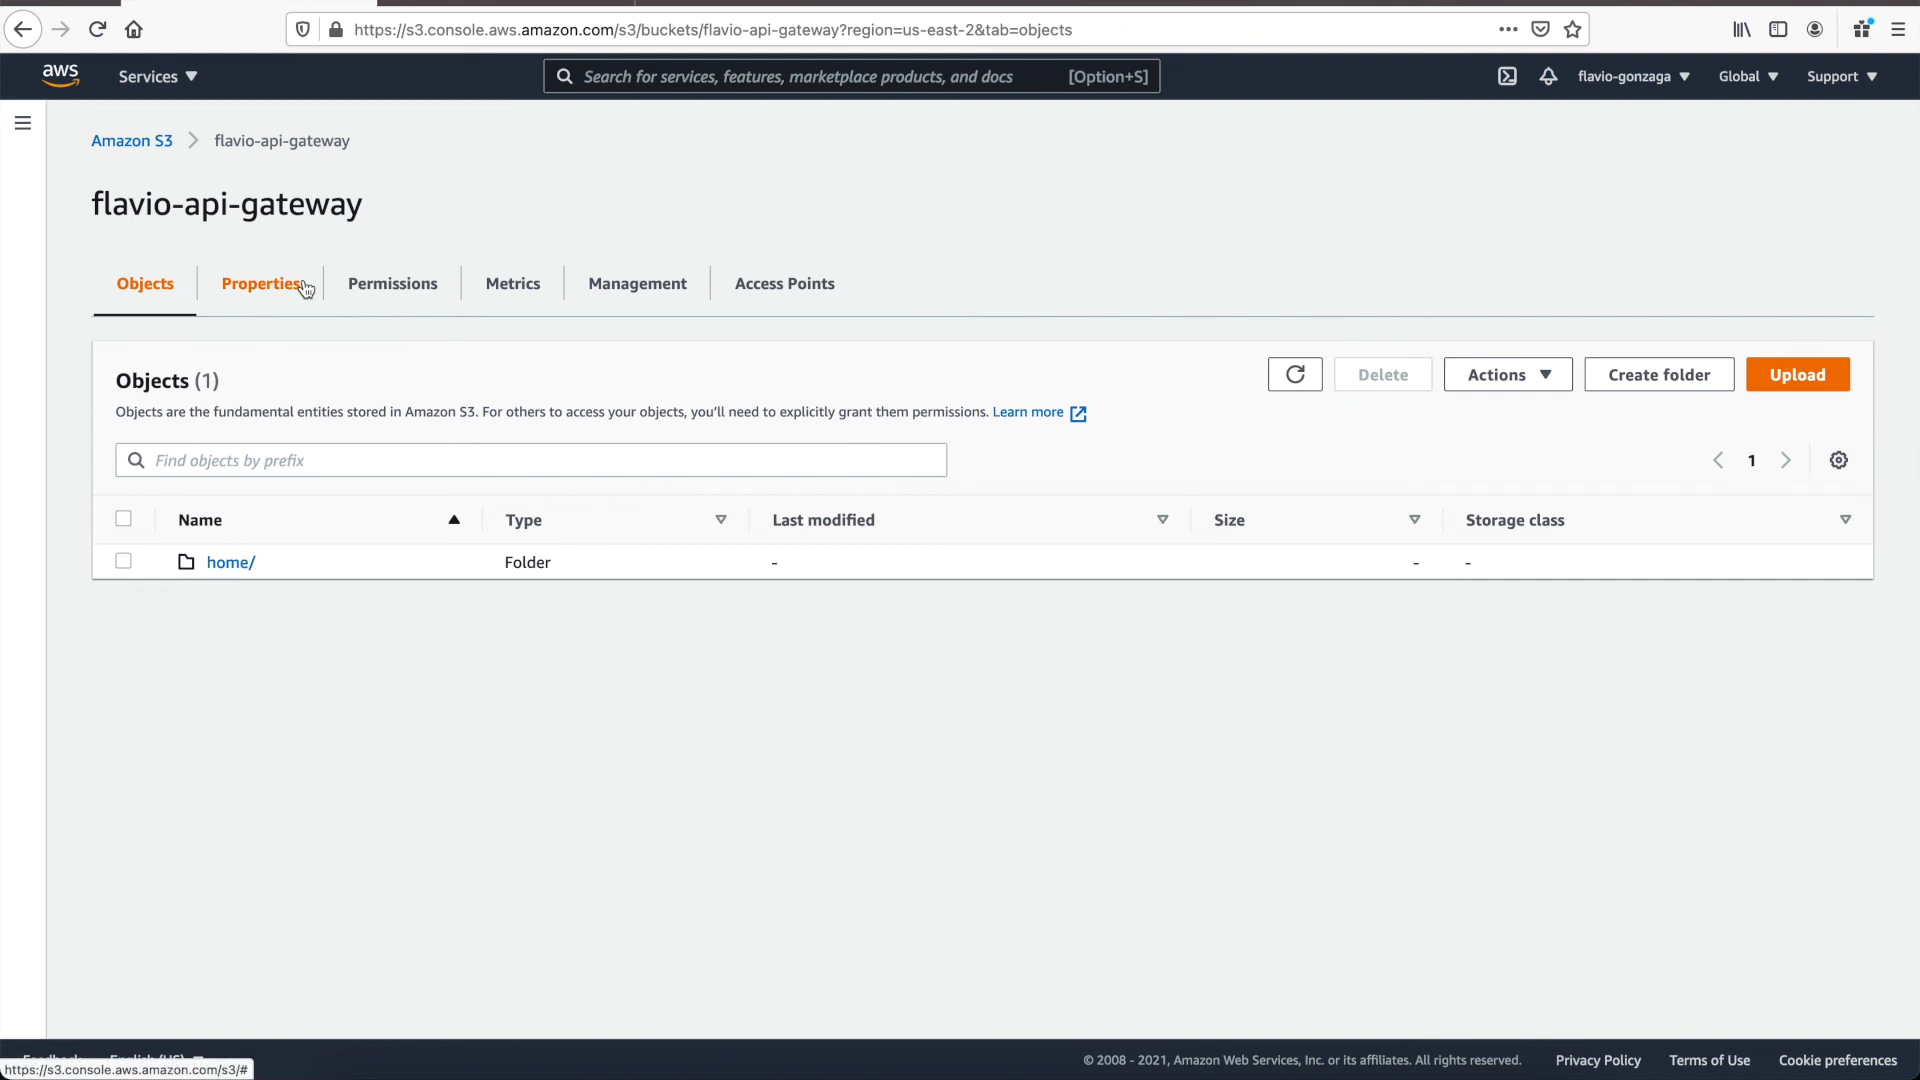 https://s3.console.aws.amazon.com/s3/buckets/flavio-api-gateway?region=us-east-2&tab=objects
aws
Services
Search for services, features, marketplace products, and docs [Option+S]
flavio-gonzaga
Global
Support
Amazon S3
flavio-api-gateway
flavio-api-gateway
Objects
Properties
Permissions
Metrics
Management
Access Points
Objects (1)
Delete
Actions
Create folder
Upload
Objects are the fundamental entities stored in Amazon S3. For others to access your objects, you'll need to explicitly grant them permissions. Learn more
Find objects by prefix
1
Name
Type
Last modified
Size
Storage class
home/
Folder
-
-
-
© 2008 - 2021, Amazon Web Services, Inc. or its affiliates. All rights reserved.
Privacy Policy
Terms of Use
Cookie preferences
https://s3.console.aws.amazon.com/s3/#